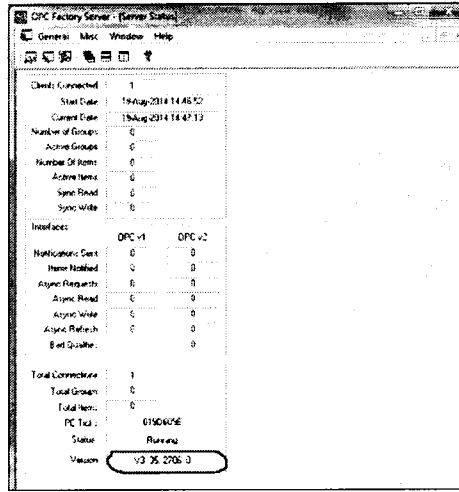 OPC Factory Server - [Server Status]
General Misc Window Help
Clients Connected 1
Start Date 19-Aug-2014 14:46:52
Current Date 19-Aug-2014 14:47:13
Number of Groups 0
Active Groups 0
Number Of Items 0
Active Items 0
Sync Read 0
Sync Write 0
Interfaces
OPC v1 OPC v2
Notifications Sent 0 0
Items Notified 0 0
Async Requests 0 0
Async Read 0 0
Async Write 0 0
Async Refresh 0 0
Bad Qualities 0
Total Connections 1
Total Groups 0
Total Items 0
PC Tick :
Status Running
Version V3.35.2706.0